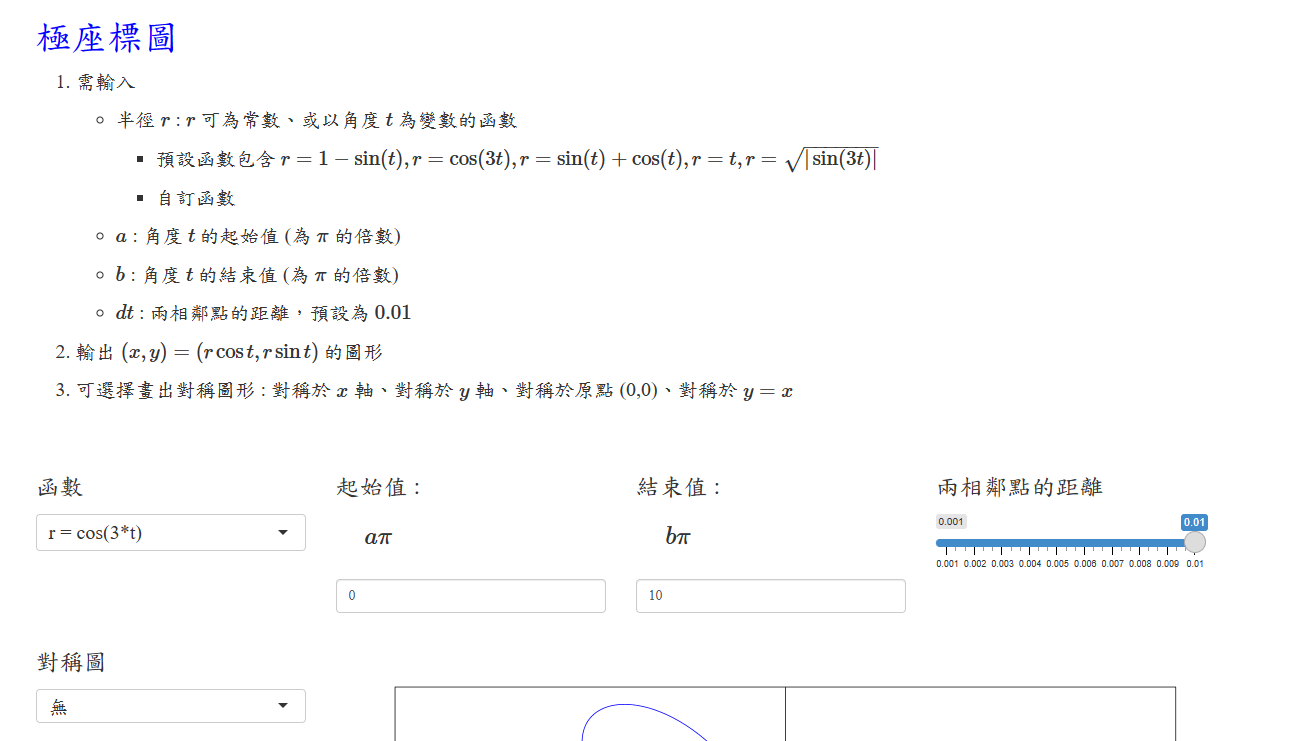 極座標圖
1. 需輸入
半徑 r : r 可為常數、或以角度 t 為變數的函數
預設函數包含 r = 1 − sin(t), r = cos(3t), r = sin(t) + cos(t), r = t, r = √|sin(3t)|
自訂函數
a : 角度 t 的起始值 (為 π 的倍數)
b : 角度 t 的結束值 (為 π 的倍數)
dt : 兩相鄰點的距離，預設為 0.01
2. 輸出 (x, y) = (r cos t, r sin t) 的圖形
3. 可選擇畫出對稱圖形 : 對稱於 x 軸、對稱於 y 軸、對稱於原點 (0,0)、對稱於 y = x
函數 起始值 : 結束值 : 兩相鄰點的距離
0.001 0.01
r = cos(3*t) aπ bπ
0.001 0.002 0.003 0.004 0.005 0.006 0.007 0.008 0.009 0.01
0 10
對稱圖
無